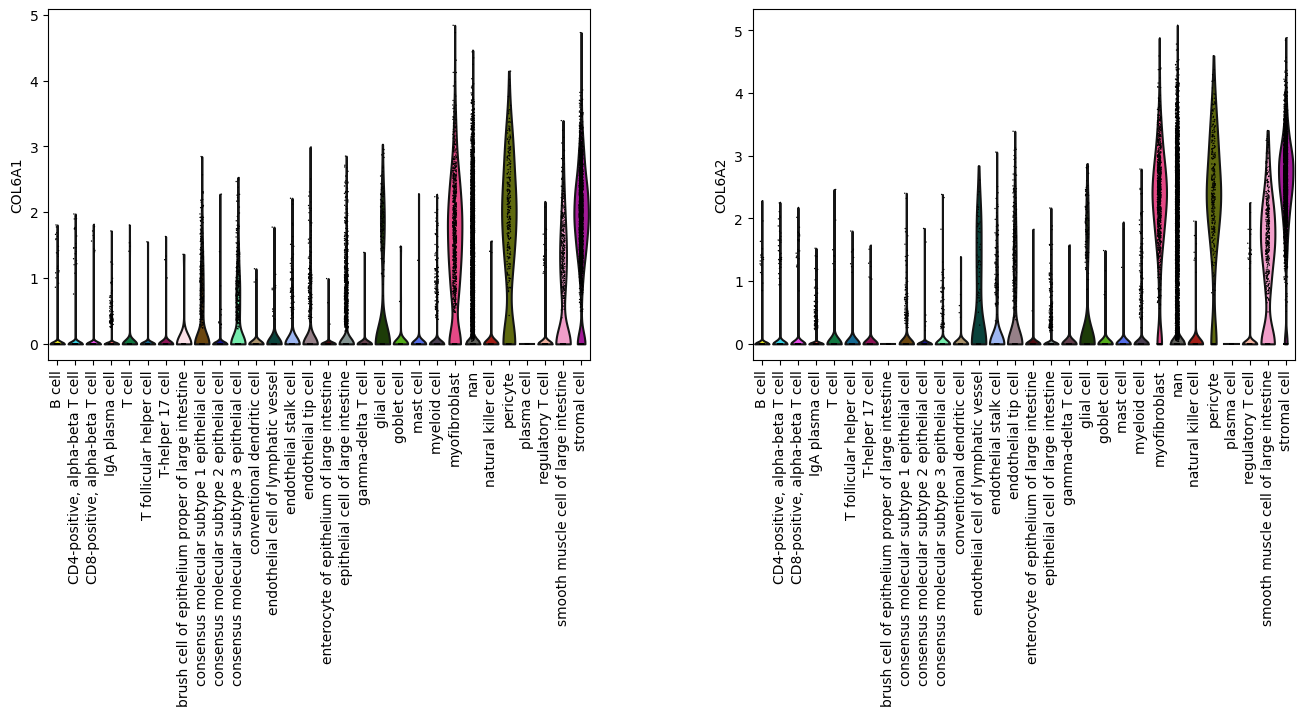 5
4
3
2
1
0
COL6A1
B cell
CD4-positive, alpha-beta T cell
CD8-positive, alpha-beta T cell
IgA plasma cell
T cell
T follicular helper cell
T-helper 17 cell
brush cell of epithelium proper of large intestine
consensus molecular subtype 1 epithelial cell
consensus molecular subtype 2 epithelial cell
consensus molecular subtype 3 epithelial cell
conventional dendritic cell
endothelial cell of lymphatic vessel
endothelial stalk cell
endothelial tip cell
enterocyte of epithelium of large intestine
epithelial cell of large intestine
gamma-delta T cell
glial cell
goblet cell
mast cell
myeloid cell
myofibroblast
nan
natural killer cell
pericyte
plasma cell
regulatory T cell
smooth muscle cell of large intestine
stromal cell
5
4
3
2
1
0
COL6A2
B cell
CD4-positive, alpha-beta T cell
CD8-positive, alpha-beta T cell
IgA plasma cell
T cell
T follicular helper cell
T-helper 17 cell
brush cell of epithelium proper of large intestine
consensus molecular subtype 1 epithelial cell
consensus molecular subtype 2 epithelial cell
consensus molecular subtype 3 epithelial cell
conventional dendritic cell
endothelial cell of lymphatic vessel
endothelial stalk cell
endothelial tip cell
enterocyte of epithelium of large intestine
epithelial cell of large intestine
gamma-delta T cell
glial cell
goblet cell
mast cell
myeloid cell
myofibroblast
nan
natural killer cell
pericyte
plasma cell
regulatory T cell
smooth muscle cell of large intestine
stromal cell